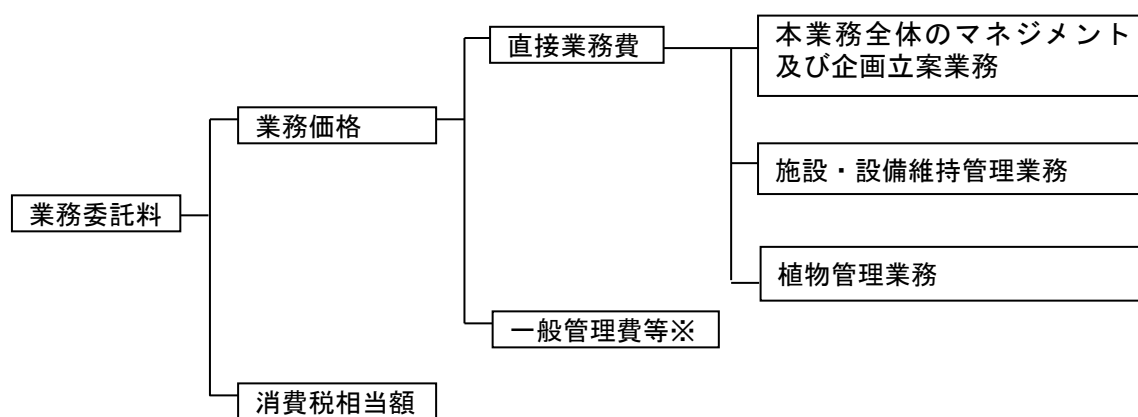 直接業務費
本業務全体のマネジメント
及び企画立案業務
業務価格
施設・設備維持管理業務
業務委託料
植物管理業務
一般管理費等※
消費税相当額